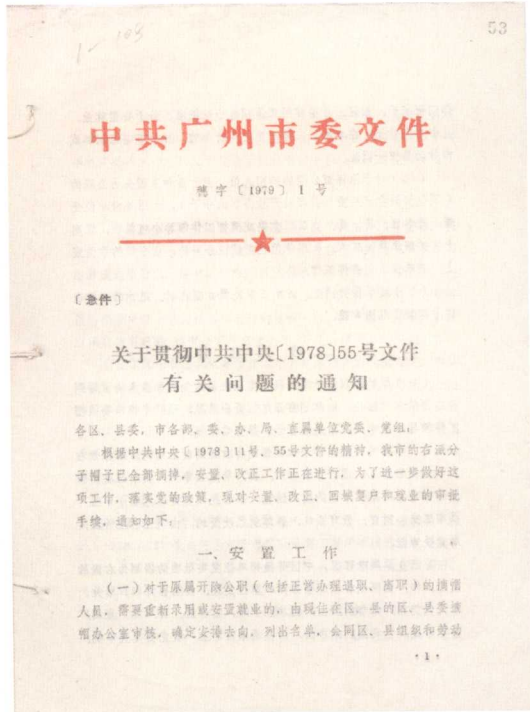 53
1-103
中共广州市委文件
穗字〔1979〕1号
〔急件〕
关于贯彻中共中央〔1978〕55号文件
有关问题的通知
各区、县委，市各部、委、办、局、直属单位党委、党组：
根据中共中央〔1978〕11号、55号文件的精神，我市的右派分
子帽子已全部摘掉，安置、改正工作正在进行，为了进一步做好这
项工作，落实党的政策，现对安置、改正、回城落户和就业的审批
手续，通知如下：
一、安置工作
（一）对于原属开除公职（包括正常办理退职、离职）的摘帽
人员，需要重新录用或安置就业的，由现住我区、县的区、县委摘
帽办公室审核，确定安排去向，列出名单，会同区、县组织和劳动
·1·